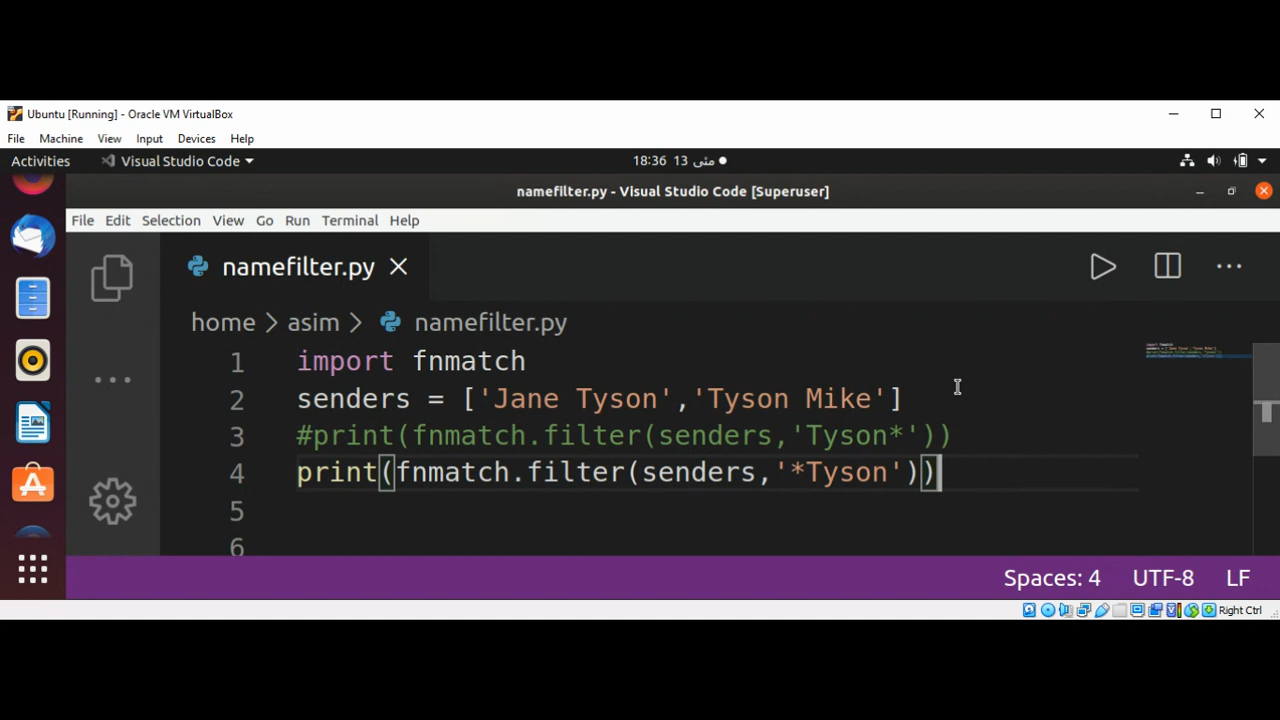 Ubuntu [Running] - Oracle VM VirtualBox
File Machine View Input Devices Help
Activities Visual Studio Code 18:36 13 مئی
namefilter.py - Visual Studio Code [Superuser]
File Edit Selection View Go Run Terminal Help
namefilter.py
home > asim > namefilter.py
1 import fnmatch
2 senders = ['Jane Tyson','Tyson Mike']
3 #print(fnmatch.filter(senders,'Tyson*'))
4 print(fnmatch.filter(senders,'*Tyson'))
5
6
Spaces: 4 UTF-8 LF
Right Ctrl